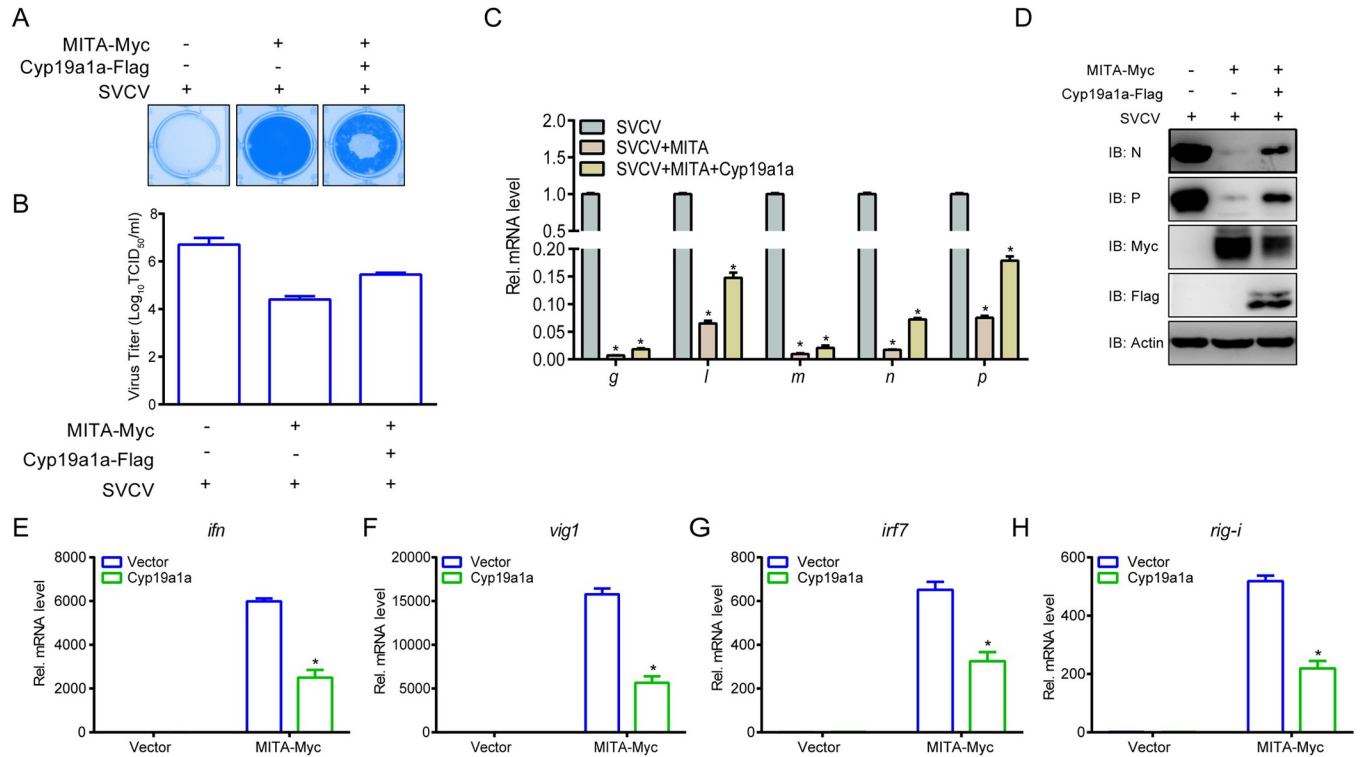 A
MITA-Myc - + +
Cyp19a1a-Flag - - +
SVCV + + +
B
Virus Titer (Log10TCID50/ml)
8
6
4
2
0
MITA-Myc - + +
Cyp19a1a-Flag - - +
SVCV + + +
C
Rel. mRNA level
2.0
1.5
1.0
0.5
0.20
0.15
0.10
0.05
0.00
SVCV
SVCV+MITA
SVCV+MITA+Cyp19a1a
* * * * * * * * * *
g l m n p
D
MITA-Myc - + +
Cyp19a1a-Flag - - +
SVCV + + +
IB: N
IB: P
IB: Myc
IB: Flag
IB: Actin
E
ifn
Rel. mRNA level
8000
6000
4000
2000
0
Vector
Cyp19a1a
*
Vector MITA-Myc
F
vig1
Rel. mRNA level
20000
15000
10000
5000
0
Vector
Cyp19a1a
*
Vector MITA-Myc
G
irf7
Rel. mRNA level
800
600
400
200
0
Vector
Cyp19a1a
*
Vector MITA-Myc
H
rig-i
Rel. mRNA level
600
400
200
0
Vector
Cyp19a1a
*
Vector MITA-Myc